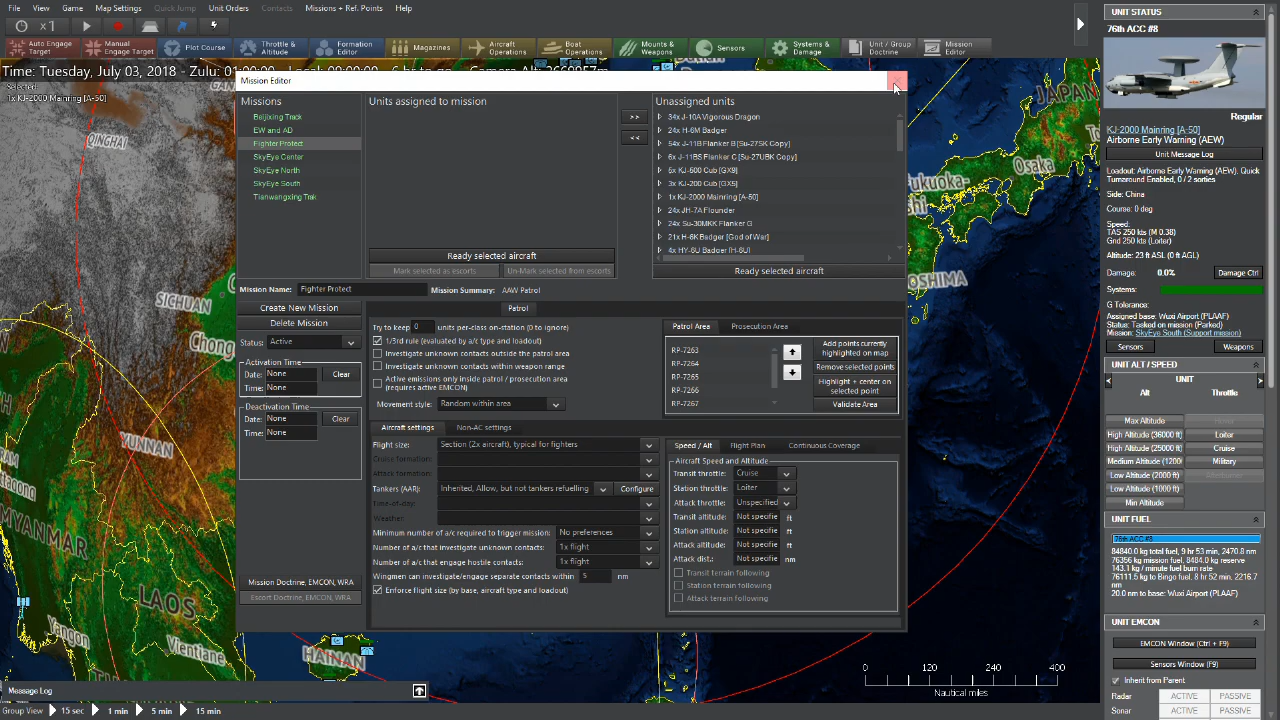 File View Game Map Settings Quick Jump Unit Orders Contacts Missions + Ref. Points Help
x 1
Auto Engage Target
Manual Engage Target
Plot Course
Throttle & Altitude
Formation Editor
Magazines
Aircraft Operations
Boat Operations
Mounts & Weapons
Sensors
Systems & Damage
Unit / Group Doctrine
Mission Editor
Time: Tuesday, July 03, 2018 - Zulu:
Selected:
1x KJ-2000 Mainring [A-50]
QINGHAI
SICHUAN
Chong
YUNNAN
MAR
LAOS
Yangon
Vientiane
HAINAN
JAPAN
Osaka
Fukuoka-
shi
OSHIMA
Mission Editor
Missions
Baijixing Track
EW and AD
Fighter Protect
SkyEye Center
SkyEye North
SkyEye South
Tianwangxing Trak
Units assigned to mission
>>
<<
Ready selected aircraft
Mark selected as escorts
Un-Mark selected from escorts
Unassigned units
34x J-10A Vigorous Dragon
24x H-6M Badger
54x J-11B Flanker B [Su-27SK Copy]
6x J-11BS Flanker C [Su-27UBK Copy]
5x KJ-500 Cub [GX9]
3x KJ-200 Cub [GX5]
1x KJ-2000 Mainring [A-50]
24x JH-7A Flounder
24x Su-30MKK Flanker G
21x H-6K Badger [God of War]
4x HY-6U Badger [H-6U]
Ready selected aircraft
Mission Name: Fighter Protect Mission Summary: AAW Patrol
Create New Mission
Delete Mission
Status: Active
Activation Time
Date: None Clear
Time: None
Deactivation Time
Date: None Clear
Time: None
Mission Doctrine, EMCON, WRA
Escort Doctrine, EMCON, WRA
Patrol
Try to keep 0 units per-class on-station (0 to ignore)
1/3rd rule (evaluated by a/c type and loadout)
Investigate unknown contacts outside the patrol area
Investigate unknown contacts within weapon range
Active emissions only inside patrol / prosecution area
(requires active EMCON)
Movement style: Random within area
Patrol Area Prosecution Area
RP-7263
RP-7264
RP-7265
RP-7266
RP-7267
Add points currently highlighted on map
Remove selected points
Highlight + center on selected point
Validate Area
Aircraft settings Non-AC settings
Flight size: Section (2x aircraft), typical for fighters
Cruise formation:
Attack formation:
Tankers (AAR): Inherited, Allow, but not tankers refuelling Configure
Time-of-day:
Weather:
Minimum number of a/c required to trigger mission: No preferences
Number of a/c that investigate unknown contacts: 1x flight
Number of a/c that engage hostile contacts: 1x flight
Wingmen can investigate/engage separate contacts within 5 nm
Enforce flight size (by base, aircraft type and loadout)
Speed / Alt Flight Plan Continuous Coverage
Aircraft Speed and Altitude
Transit throttle: Cruise
Station throttle: Loiter
Attack throttle: Unspecified
Transit altitude: Not specifie ft
Station altitude: Not specifie ft
Attack altitude: Not specifie ft
Attack dist.: Not specifie nm
Transit terrain following
Station terrain following
Attack terrain following
0 120 240 400
Nautical miles
Message Log
Group View 15 sec 1 min 5 min 15 min
UNIT STATUS
76th ACC #8
Regular
KJ-2000 Mainring [A-50]
Airborne Early Warning (AEW)
Unit Message Log
Loadout: Airborne Early Warning (AEW), Quick
Turnaround Enabled, 0 / 2 sorties
Side: China
Course: 0 deg
Speed:
TAS 250 kts (M 0.38)
Gnd 250 kts (Loiter)
Altitude: 23 ft ASL (0 ft AGL)
Damage: 0.0% Damage Ctrl
Systems:
G Tolerance:
Assigned base: Wuxi Airport (PLAAF)
Status: Tasked on mission (Parked)
Mission: SkyEye South (Support mission)
Sensors Weapons
UNIT ALT / SPEED
UNIT
Alt Throttle
Max Altitude
High Altitude (36000 ft) Loiter
High Altitude (25000 ft) Cruise
Medium Altitude (1200 Military
Low Altitude (2000 ft) Afterburner
Low Altitude (1000 ft)
Min Altitude
UNIT FUEL
76th ACC #8
84840.0 kg total fuel, 9 hr 53 min, 2470.8 nm
76356 kg mission fuel, 8484.0 kg reserve
143.1 kg / minute fuel burn rate
76111.5 kg to Bingo fuel, 8 hr 52 min, 2216.7
nm
20.0 nm to base: Wuxi Airport (PLAAF)
UNIT EMCON
EMCON Window (Ctrl + F9)
Sensors Window (F9)
Inherit from Parent
Radar ACTIVE PASSIVE
Sonar ACTIVE PASSIVE